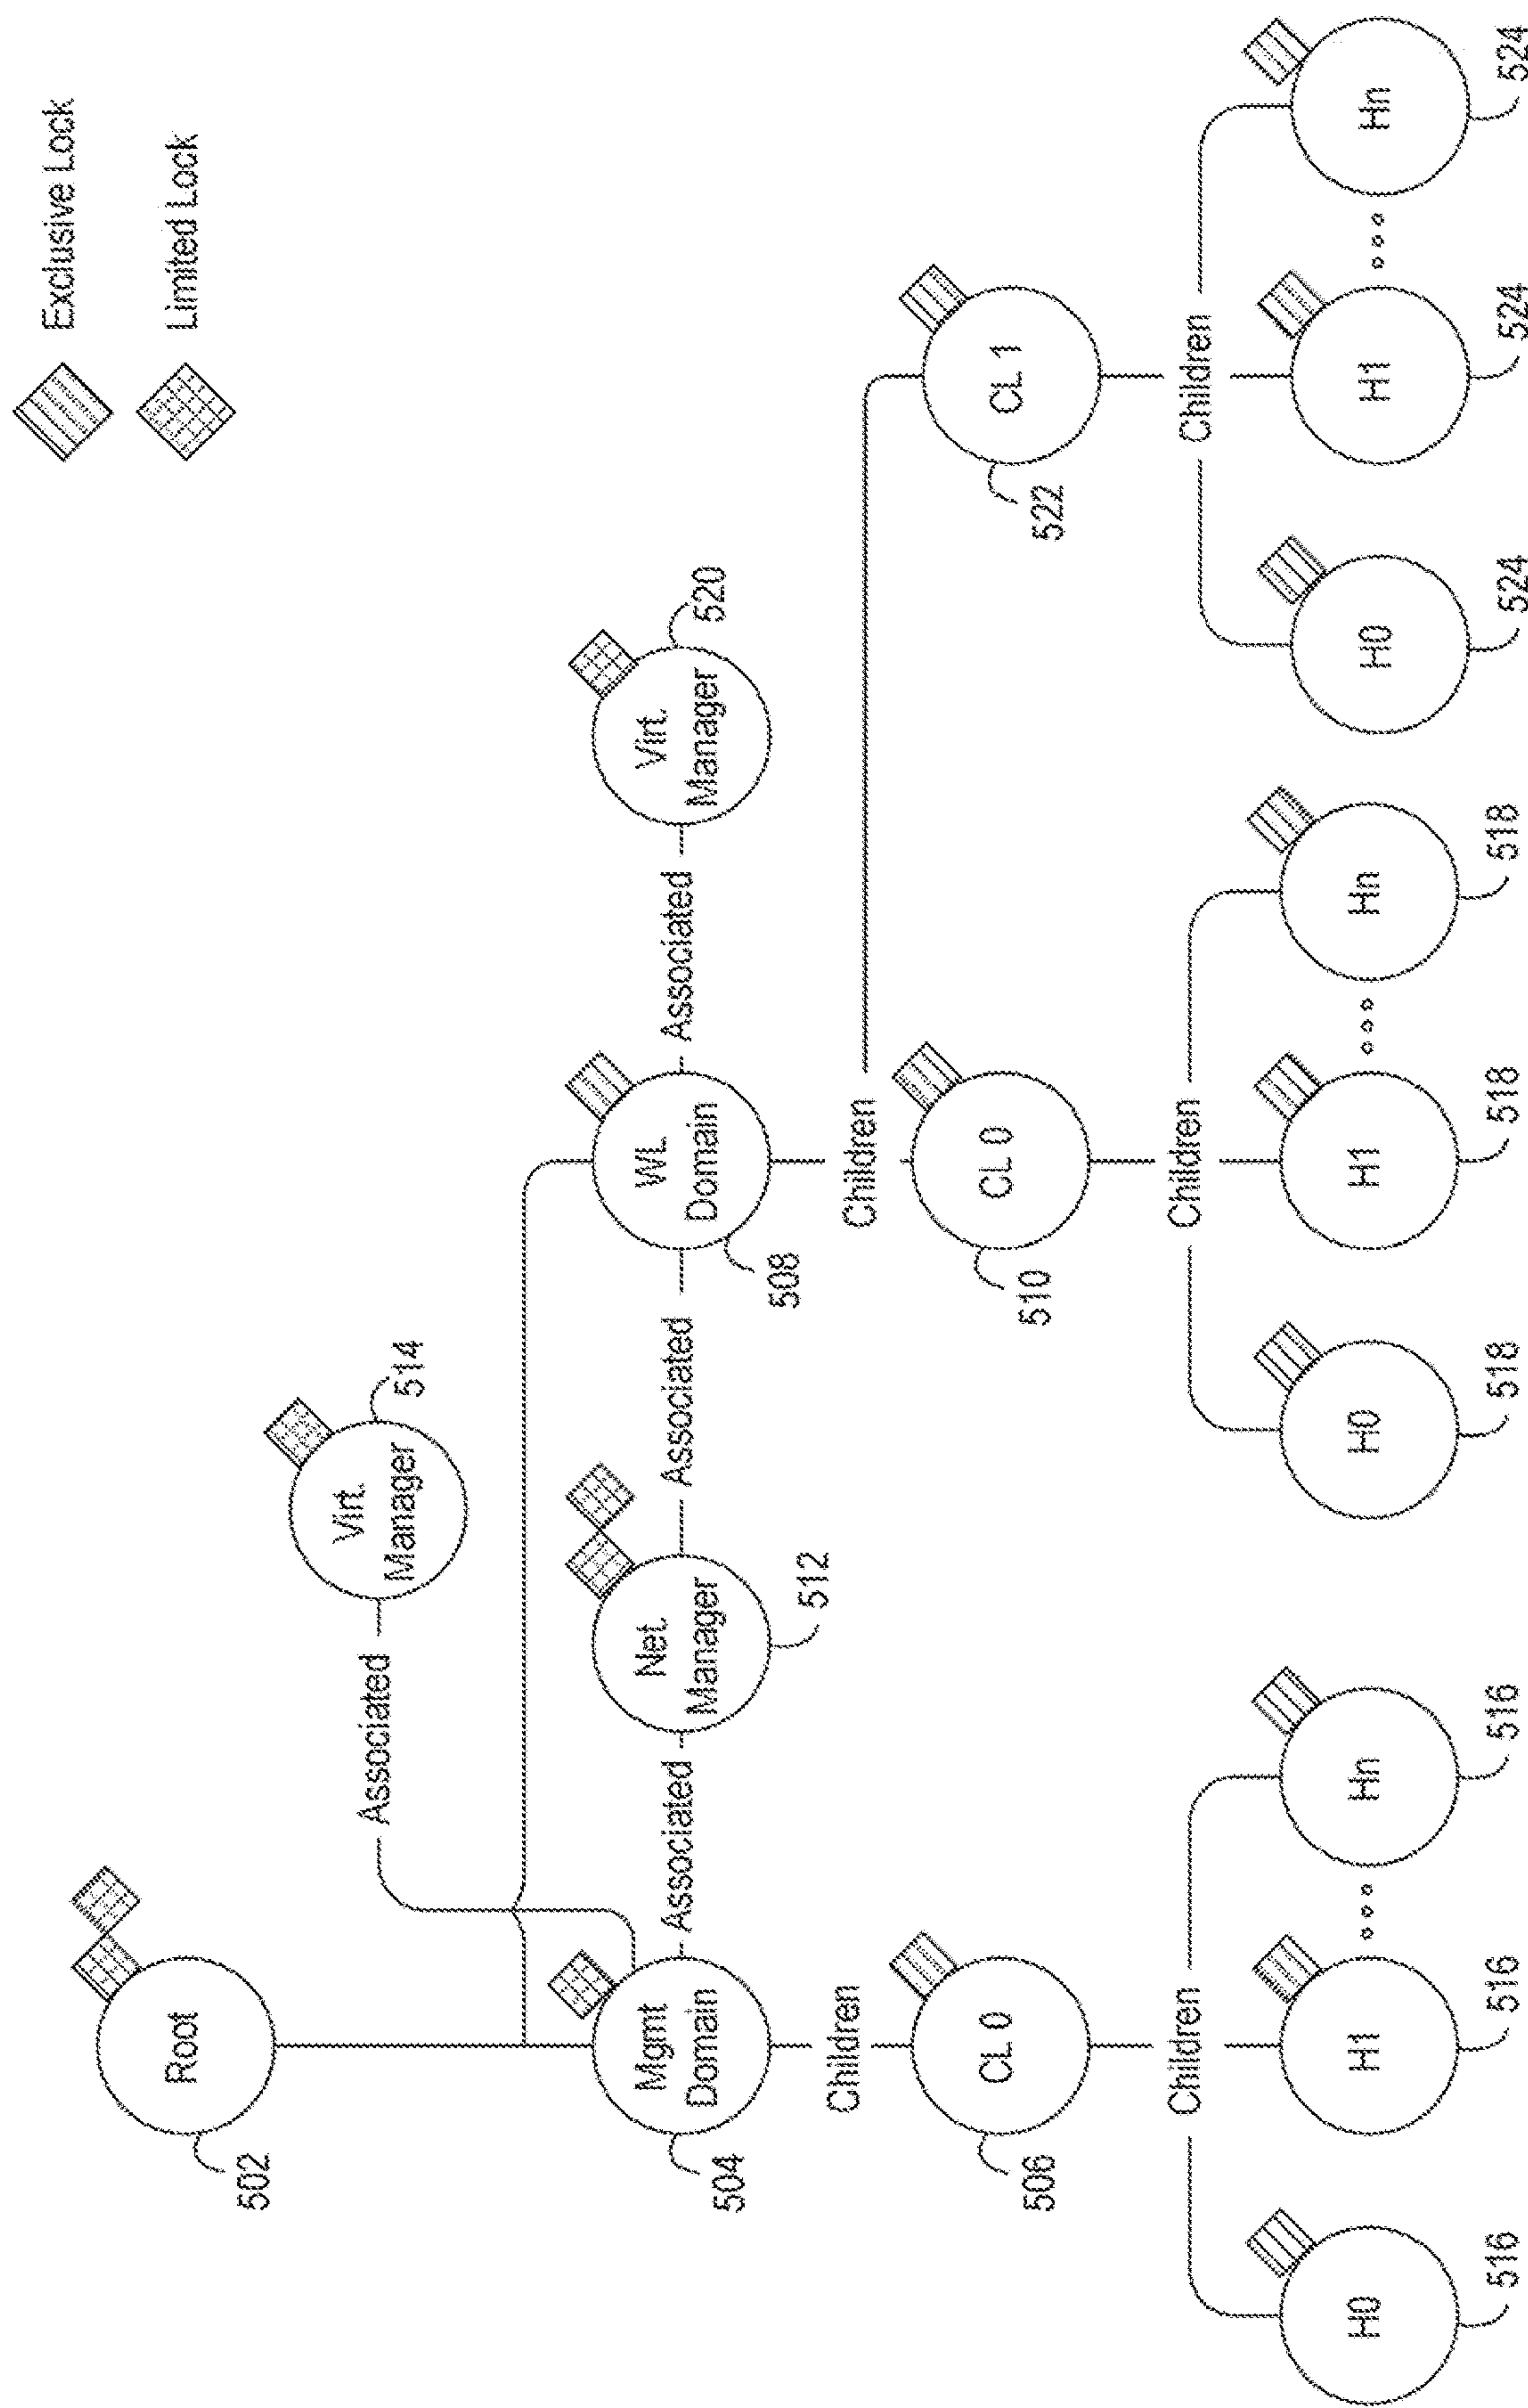 Exclusive Lock
Limited Lock
Root
502
Virt.
Manager
514
Associated
Mgmt
Domain
504
Associated
Net.
Manager
512
Associated
WL
Domain
508
Associated
Virt.
Manager
520
Children
Children
CL 0
506
CL 0
510
CL 1
522
Children
Children
Children
H0
516
H1
516
Hn
516
H0
518
H1
518
Hn
518
H0
524
H1
524
Hn
524